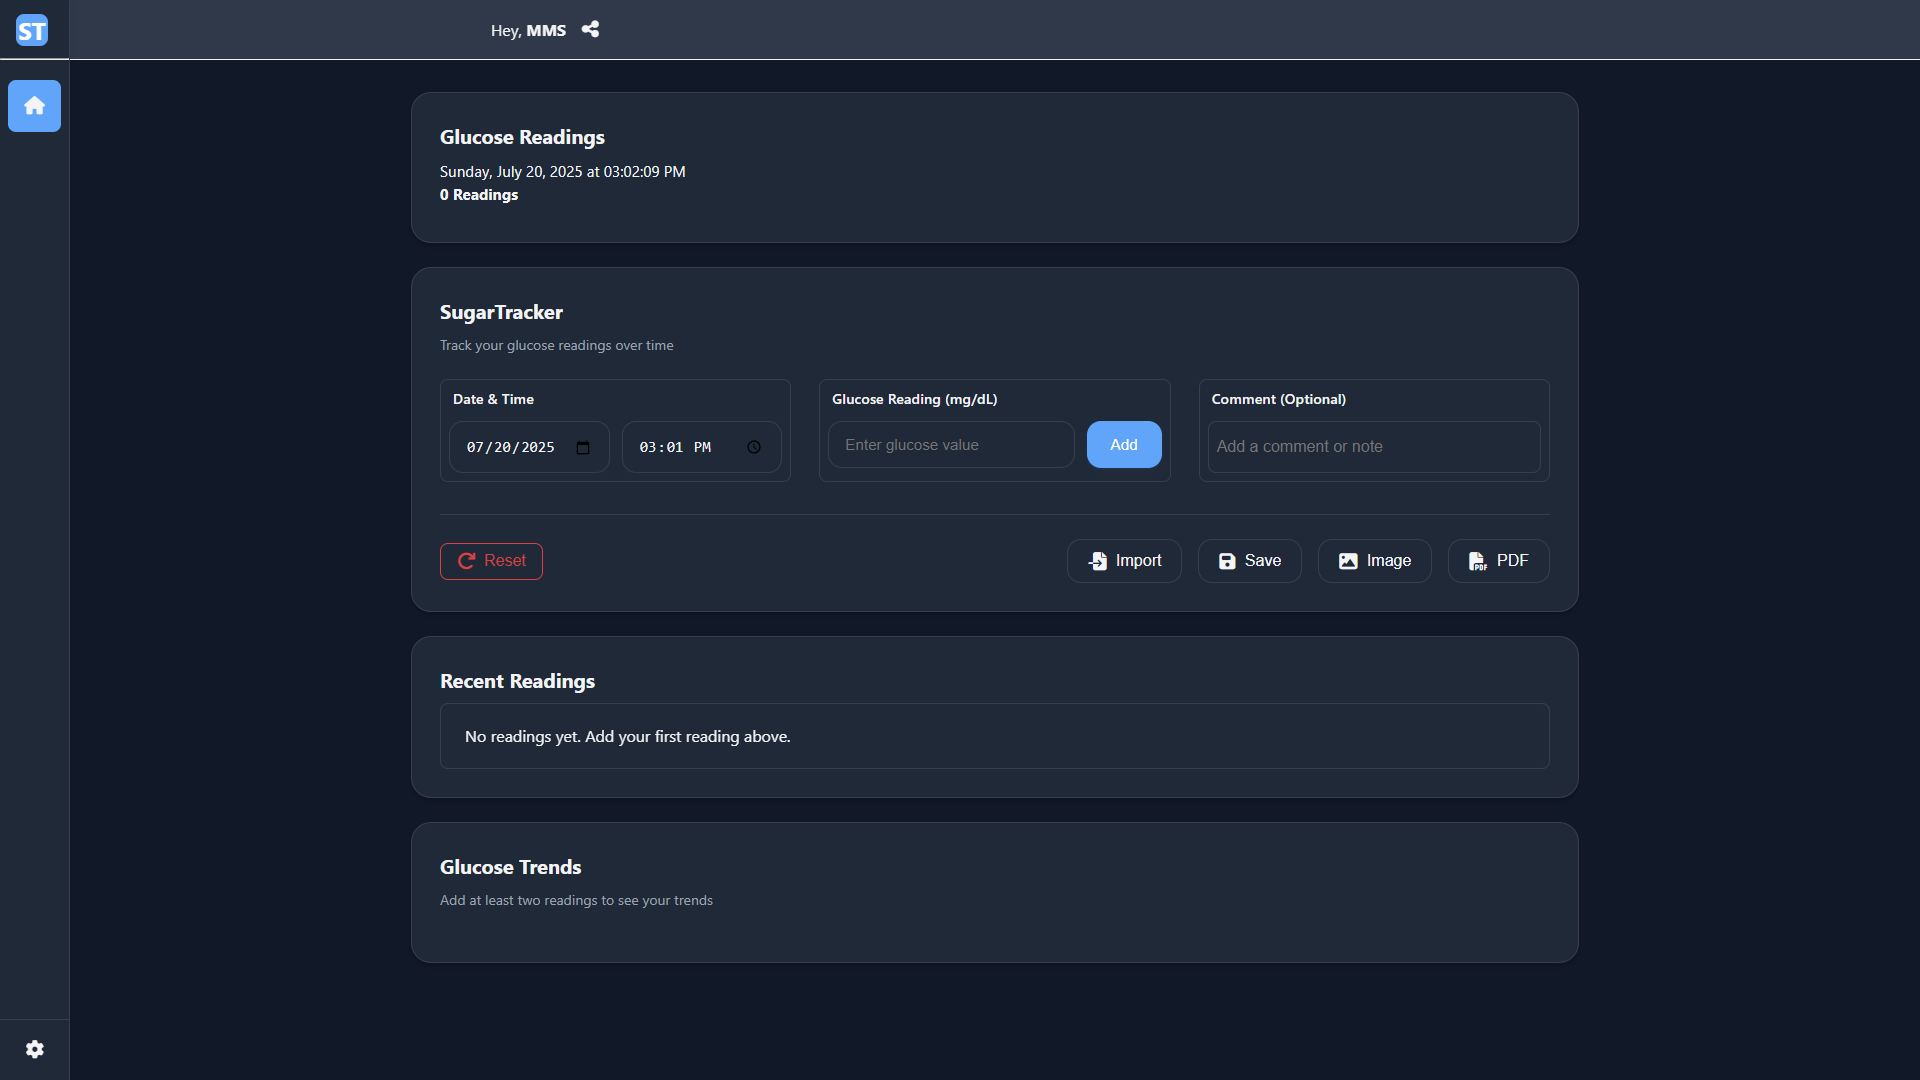 ST
Hey, MMS
Glucose Readings
Sunday, July 20, 2025 at 03:02:09 PM
0 Readings
SugarTracker
Track your glucose readings over time
Date & Time
Glucose Reading (mg/dL)
Comment (Optional)
07/20/2025
03:01 PM
Enter glucose value
Add
Add a comment or note
Reset
Import
Save
Image
PDF
PDF
Recent Readings
No readings yet. Add your first reading above.
Glucose Trends
Add at least two readings to see your trends